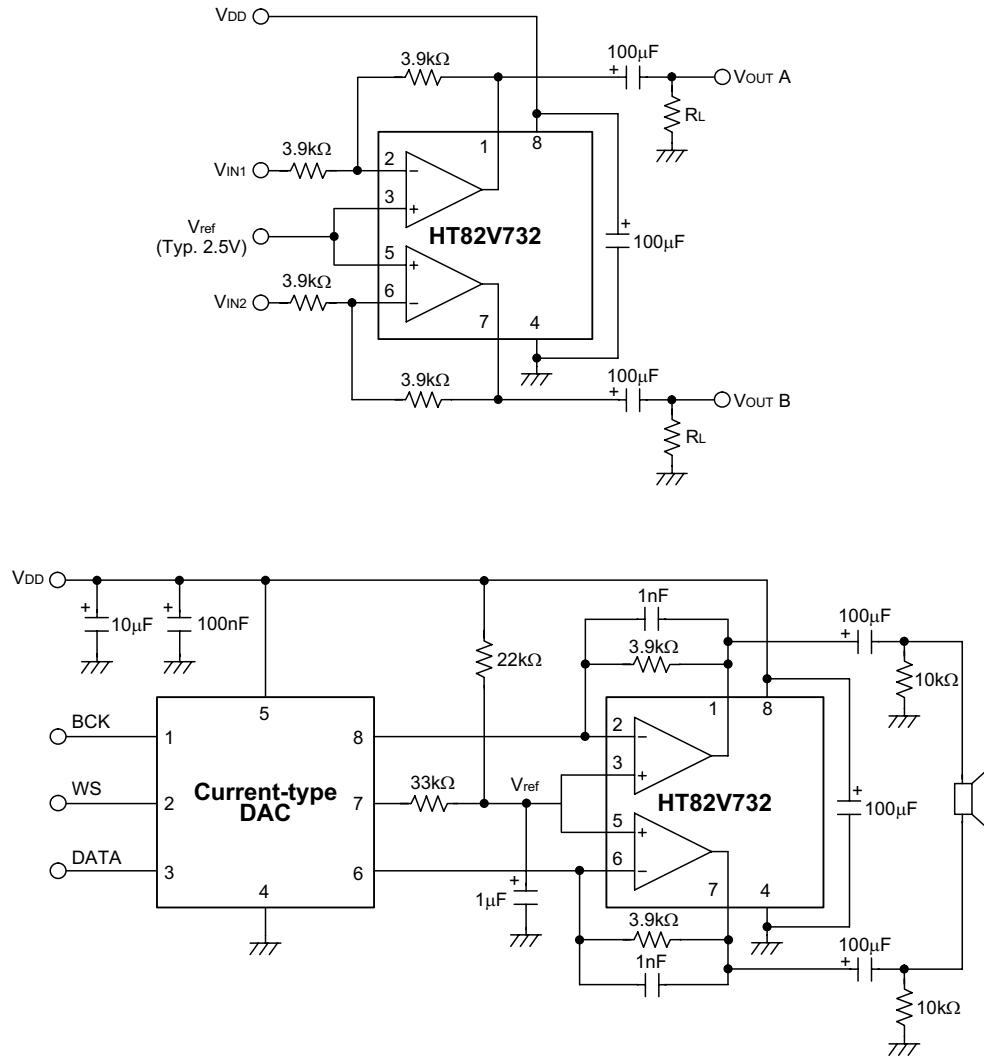 VDD
3.9kΩ
100µF
+
VOUT A
RL
1
8
VIN1
3.9kΩ
2
−
3
+
Vref
(Typ. 2.5V)
HT82V732
+
100µF
5
+
6
−
VIN2
3.9kΩ
7
4
3.9kΩ
100µF
+
VOUT B
RL
VDD
+
10µF
+
100nF
22kΩ
1nF
3.9kΩ
100µF
+
10kΩ
5
1
8
BCK
1
8
2
−
3
+
WS
2
Current-type
DAC
7
33kΩ
Vref
HT82V732
+
100µF
5
+
6
−
DATA
3
6
4
+
1µF
7
4
3.9kΩ
1nF
100µF
+
10kΩ